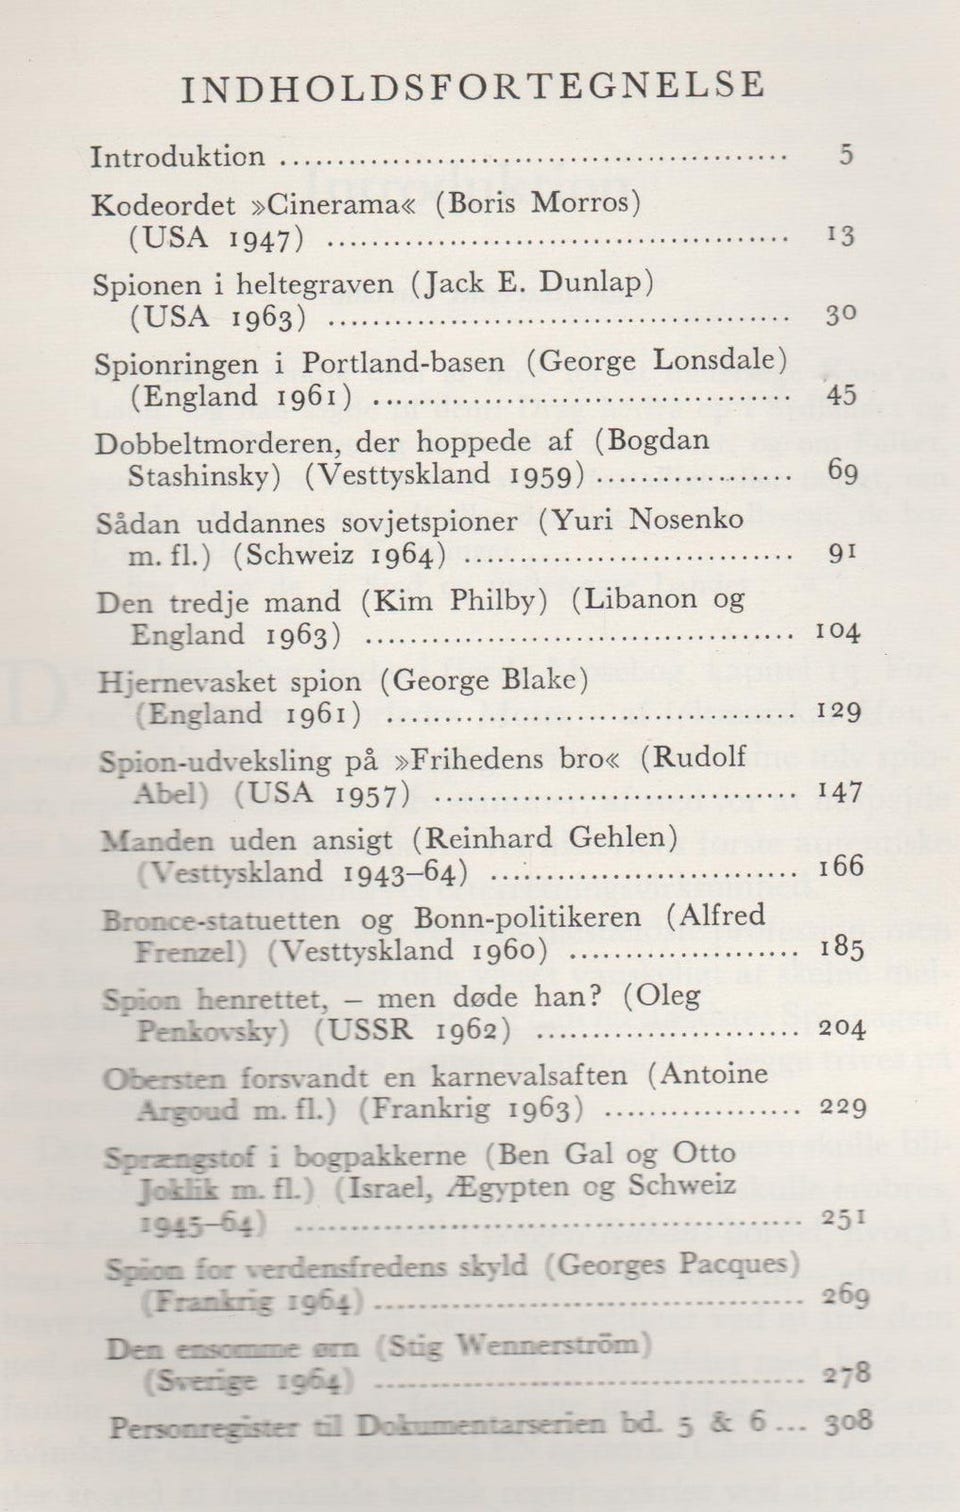 INDHOLDSFORTEGNELSE
Introduktion ........................................ 5
Kodeordet »Cinerama« (Boris Morros)
(USA 1947) ........................................ 13
Spionen i heltegraven (Jack E. Dunlap)
(USA 1963) ........................................ 30
Spionringen i Portland-basen (George Lonsdale)
(England 1961) ........................................ 45
Dobbeltmorderen, der hoppede af (Bogdan
Stashinsky) (Vesttyskland 1959) .................. 69
Sådan uddannes sovjetspioner (Yuri Nosenko
m. fl.) (Schweiz 1964) .............................. 91
Den tredje mand (Kim Philby) (Libanon og
England 1963) ........................................ 104
Hjernevasket spion (George Blake)
(England 1961) ........................................ 129
Spion-udveksling på »Frihedens bro« (Rudolf
Abel) (USA 1957) .................................. 147
Manden uden ansigt (Reinhard Gehlen)
(Vesttyskland 1943–64) ............................ 166
Bronce-statuetten og Bonn-politikeren (Alfred
Frenzel) (Vesttyskland 1960) .................... 185
Spion henrettet, – men døde han? (Oleg
Penkovsky) (USSR 1962) ........................ 204
Obersten forsvandt en karnevalsaften (Antoine
Argoud m. fl.) (Frankrig 1963) .................. 229
Sprængstof i bogpakkerne (Ben Gal og Otto
Joklik m. fl.) (Israel, Ægypten og Schweiz
1945–64) ........................................ 251
Spion for verdensfredens skyld (Georges Pacques)
(Frankrig 1964) ........................................ 269
Den ensomme ørn (Stig Wennerström)
(Sverige 1964) ........................................ 278
Personregister til Dokumentarserien bd. 5 & 6 ... 308